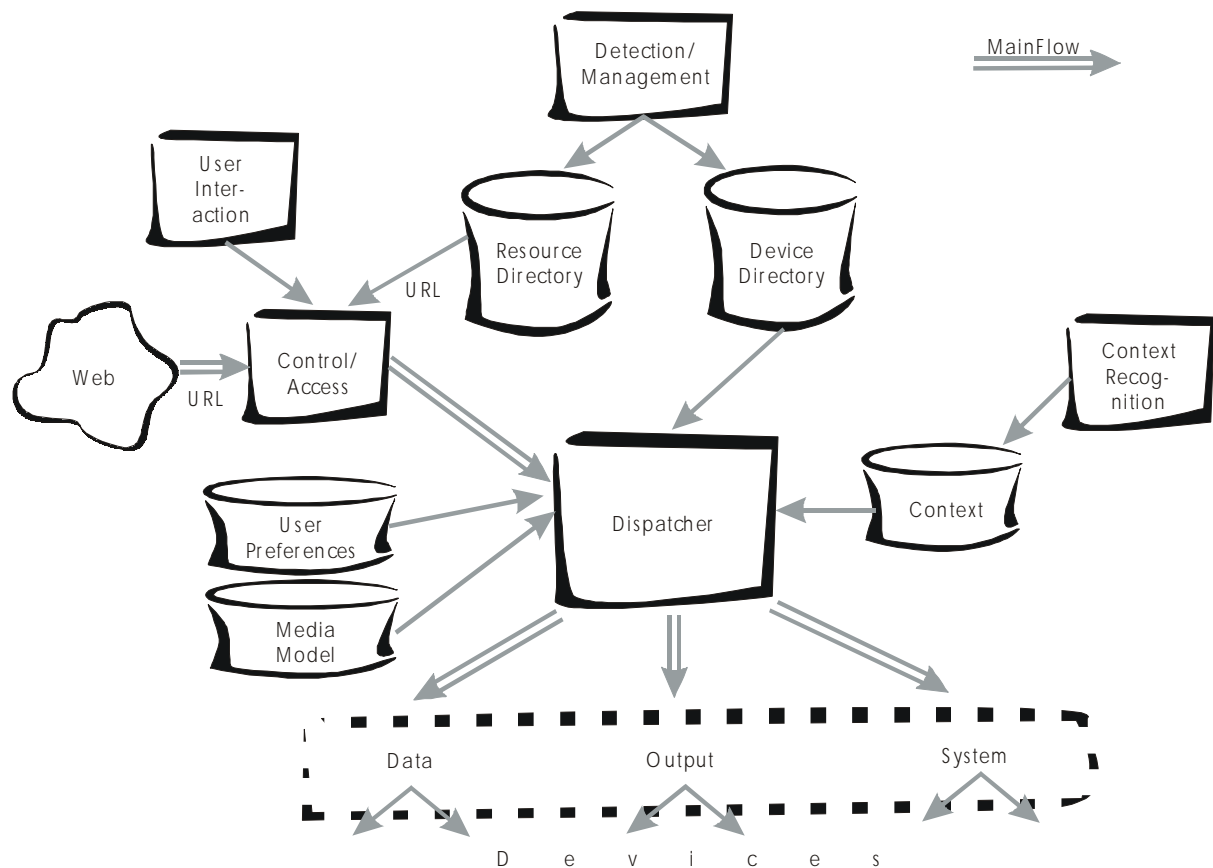 Detection/
Management
MainFlow
User
Inter-
action
Resource
Directory
Device
Directory
URL
Web
URL
Control/
Access
Context
Recog-
nition
User
Preferences
Dispatcher
Context
Media
Model
Data
Output
System
Devices